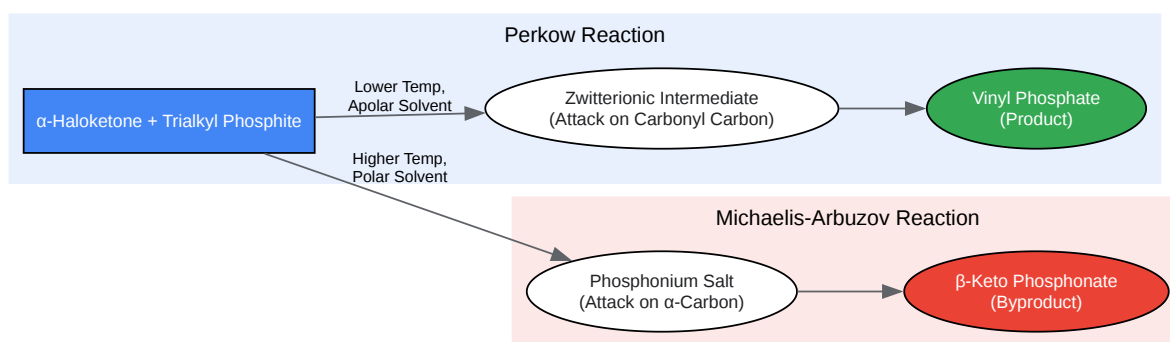 Perkow Reaction
α-Haloketone + Trialkyl Phosphite
Lower Temp,
Apolar Solvent
Zwitterionic Intermediate
(Attack on Carbonyl Carbon)
Vinyl Phosphate
(Product)
Higher Temp,
Polar Solvent
Michaelis-Arbuzov Reaction
Phosphonium Salt
(Attack on α-Carbon)
β-Keto Phosphonate
(Byproduct)